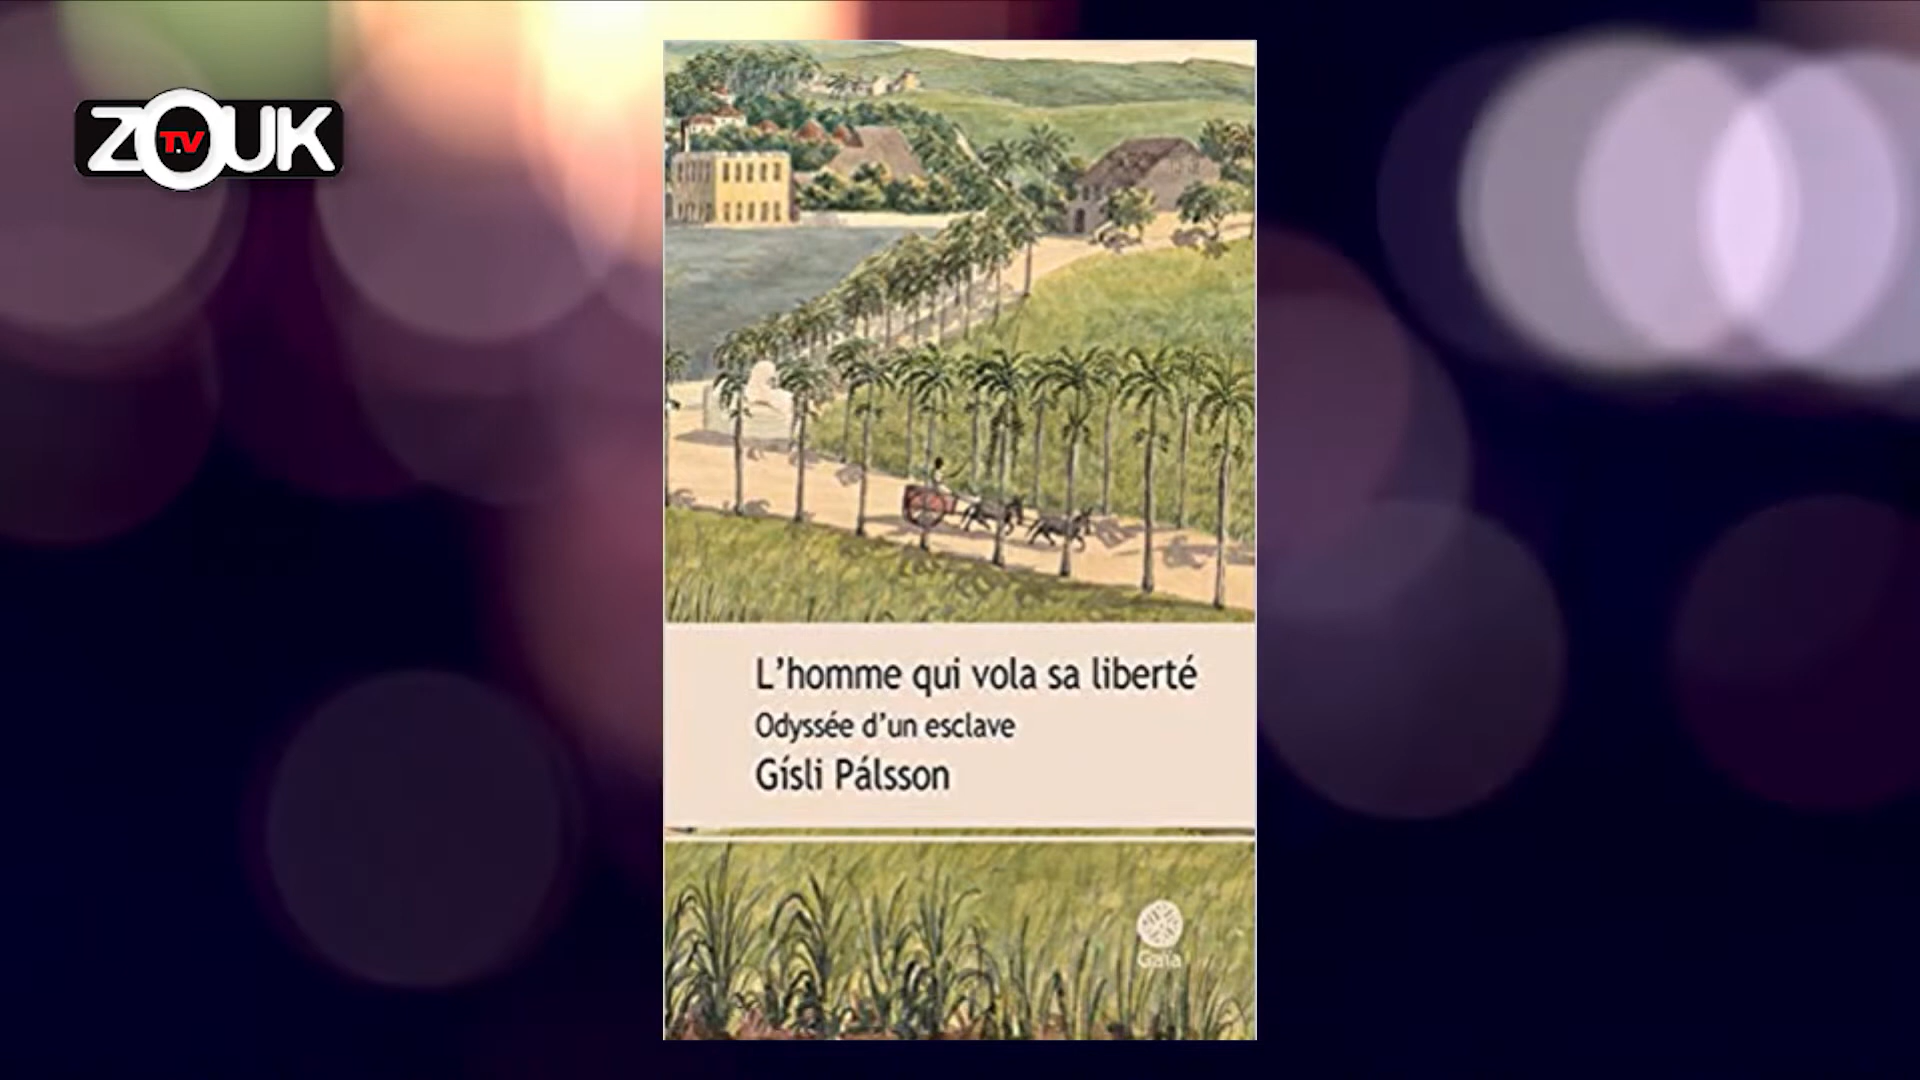 ZOUK
TV
L'homme qui vola sa liberté
Odyssée d'un esclave
Gísli Pálsson
Gaïa